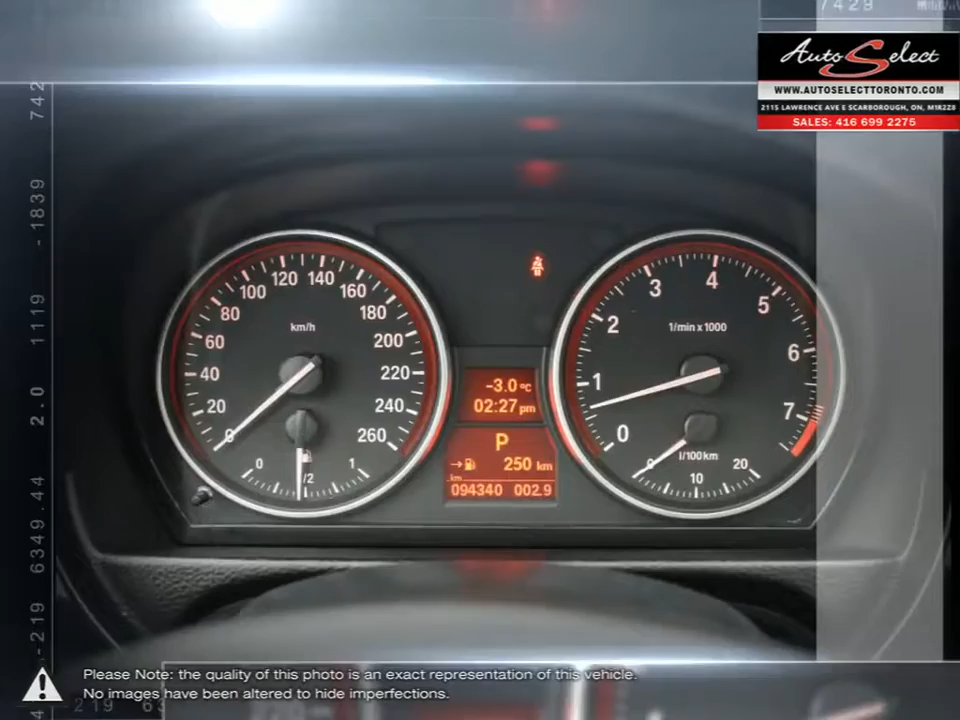 7429
Auto Select
WWW.AUTOSELECTTORONTO.COM
2115 LAWRENCE AVE E SCARBOROUGH, ON, M1R2Z8
SALES: 416 699 2275
742
- 1839
1119
2.0
6349.44
- 219
4
0 20 40 60 80 100 120 140 160 180 200 220 240 260
km/h
0 1/2 1
-3.0 °C
02:27 pm
P
250 km
km
094340 002.9
0 1 2 3 4 5 6 7
1/min x 1000
l/100km
0 10 20
Please Note: the quality of this photo is an exact representation of this vehicle.
No images have been altered to hide imperfections.
219 63